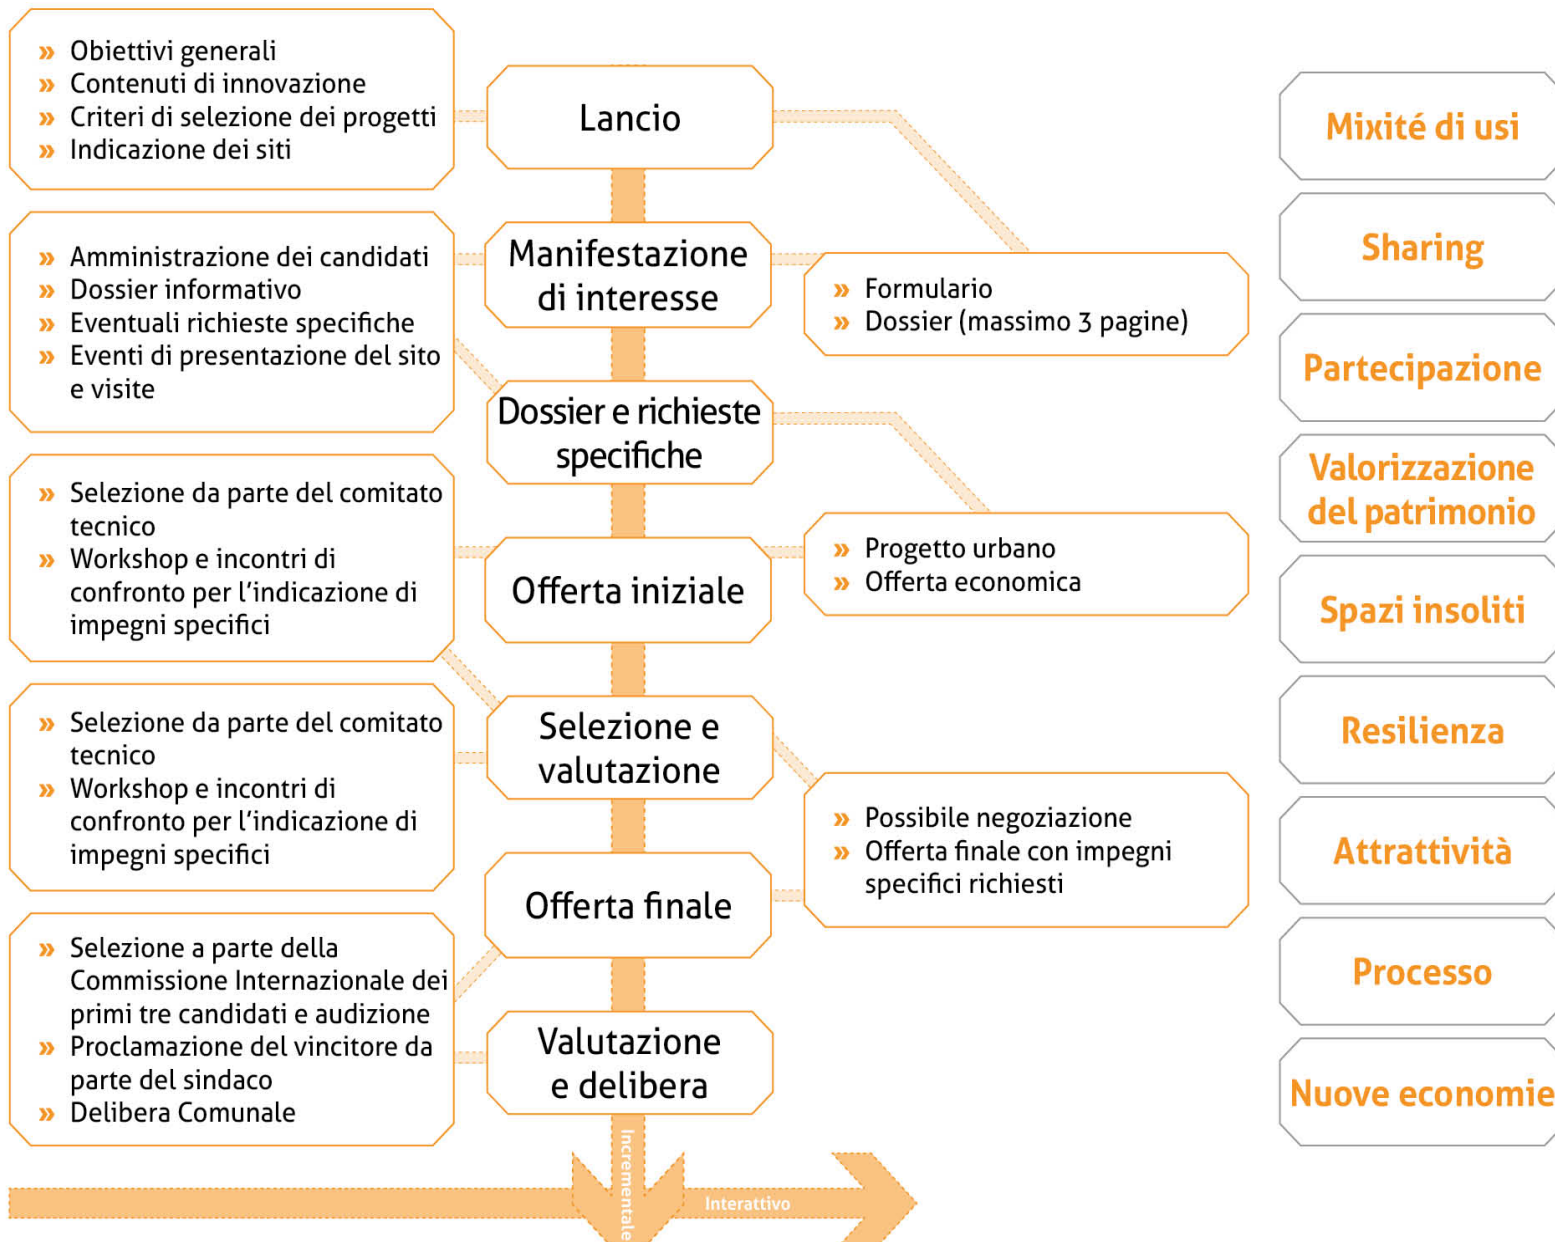 » Obiettivi generali
» Contenuti di innovazione
» Criteri di selezione dei progetti
» Indicazione dei siti
» Amministrazione dei candidati
» Dossier informativo
» Eventuali richieste specifiche
» Eventi di presentazione del sito
e visite
» Selezione da parte del comitato
tecnico
» Workshop e incontri di
confronto per l’indicazione di
impegni specifici
» Selezione da parte del comitato
tecnico
» Workshop e incontri di
confronto per l’indicazione di
impegni specifici
» Selezione a parte della
Commissione Internazionale dei
primi tre candidati e audizione
» Proclamazione del vincitore da
parte del sindaco
» Delibera Comunale
Lancio
Manifestazione
di interesse
Dossier e richieste
specifiche
Offerta iniziale
Selezione e
valutazione
Offerta finale
Valutazione
e delibera
Incrementale
Interattivo
» Formulario
» Dossier (massimo 3 pagine)
» Progetto urbano
» Offerta economica
» Possibile negoziazione
» Offerta finale con impegni
specifici richiesti
Mixité di usi
Sharing
Partecipazione
Valorizzazione
del patrimonio
Spazi insoliti
Resilienza
Attrattività
Processo
Nuove economie